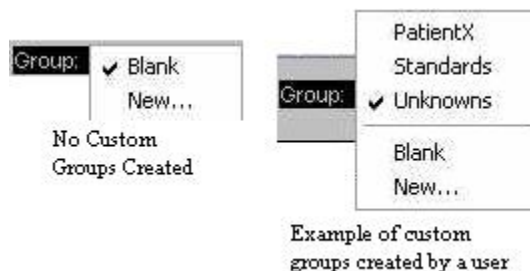 Group:
Blank
New...
No Custom
Groups Created
PatientX
Standards
Group:
Unknowns
Blank
New...
Example of custom
groups created by a user